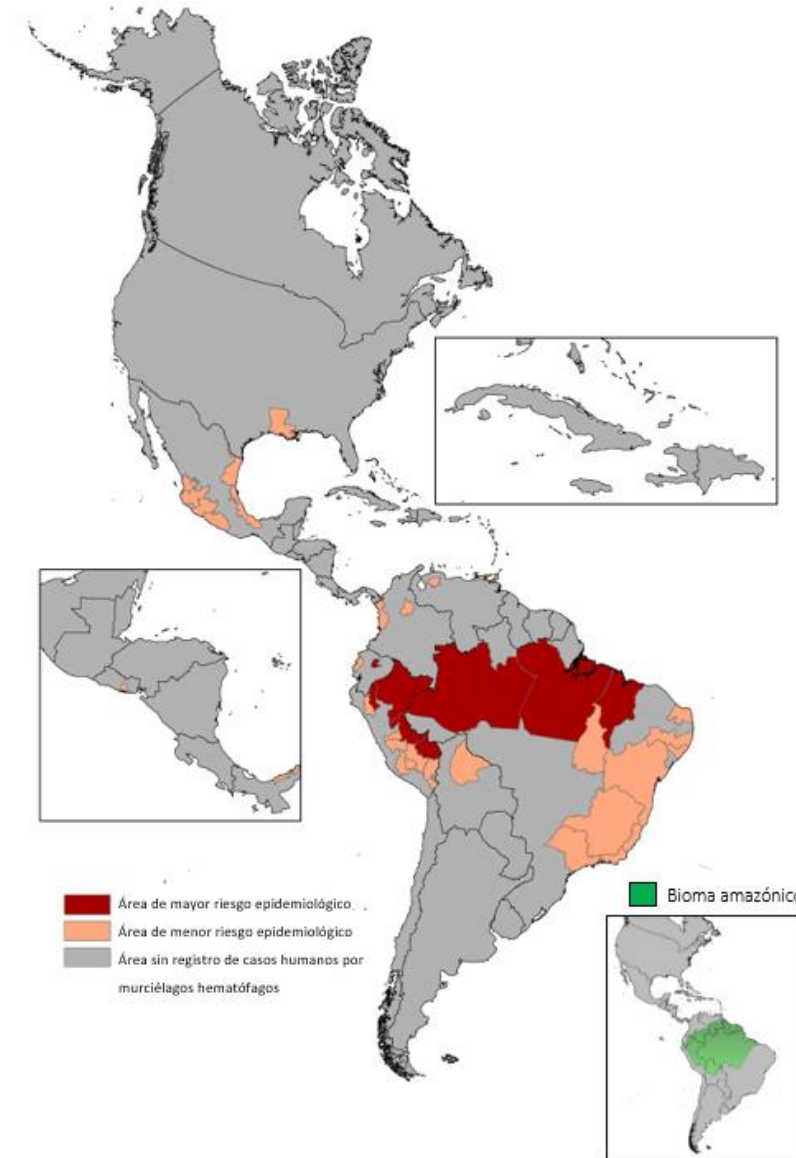 Área de mayor riesgo epidemiológico
Área de menor riesgo epidemiológico
Área sin registro de casos humanos por
murciélagos hematófagos
Bioma amazónico